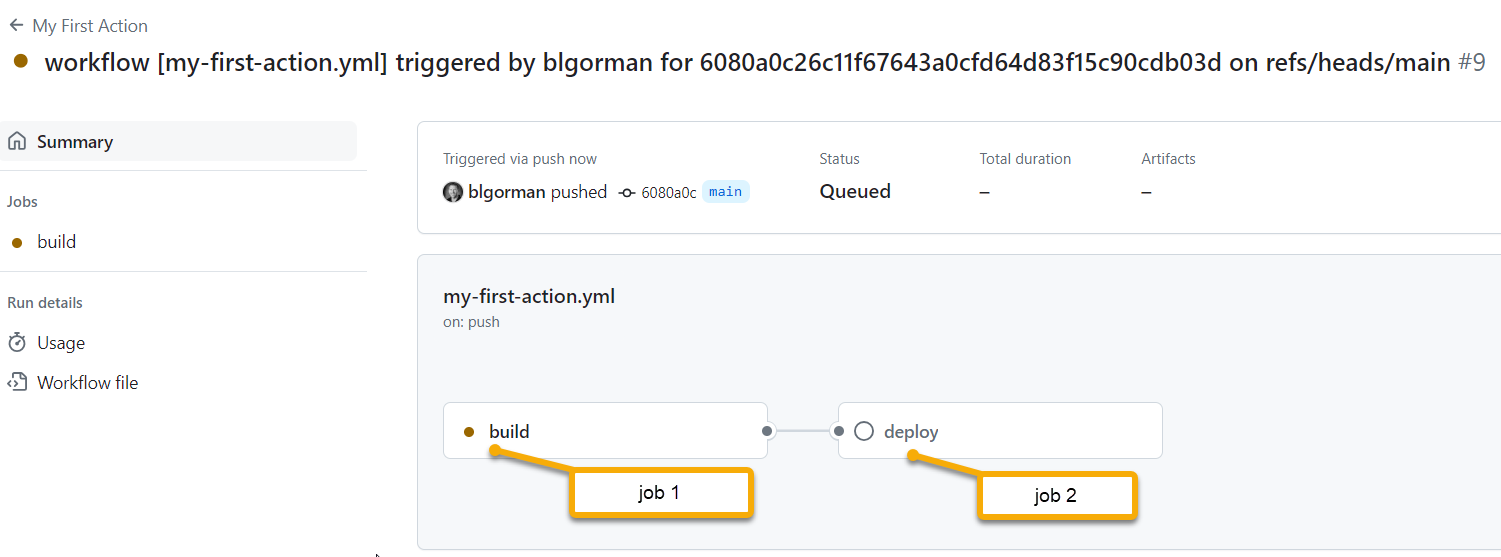 My First Action
workflow [my-first-action.yml] triggered by blgorman for 6080a0c26c11f67643a0cfd64d83f15c90cdb03d on refs/heads/main #9
Summary
Jobs
build
Run details
Usage
Workflow file
Triggered via push now
blgorman pushed 6080a0c main
Status
Queued
Total duration
–
Artifacts
–
my-first-action.yml
on: push
build
deploy
job 1
job 2